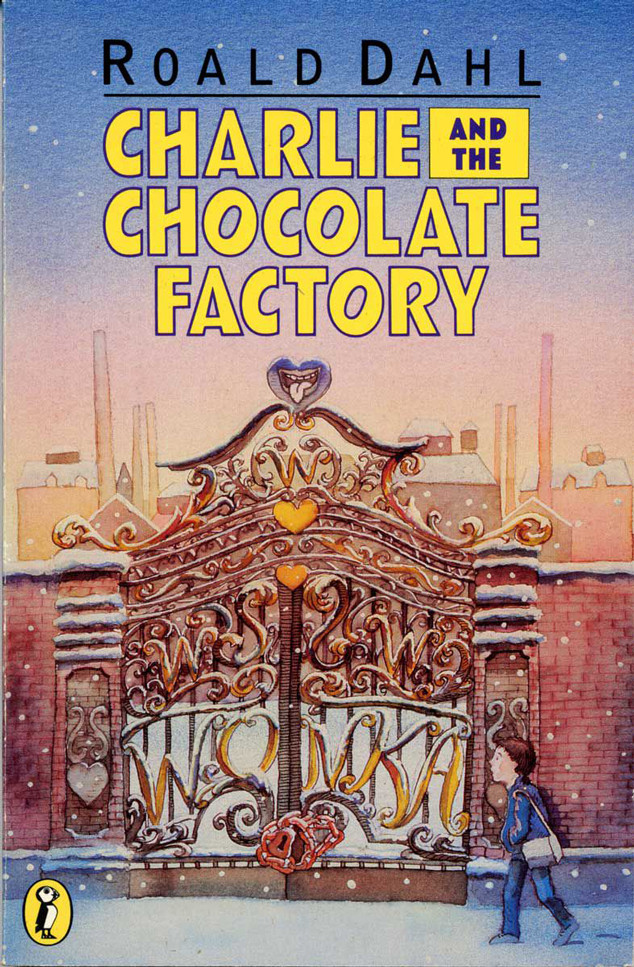 ROALD DAHL
CHARLIE AND THE
CHOCOLATE
FACTORY
W
W W
WONKA